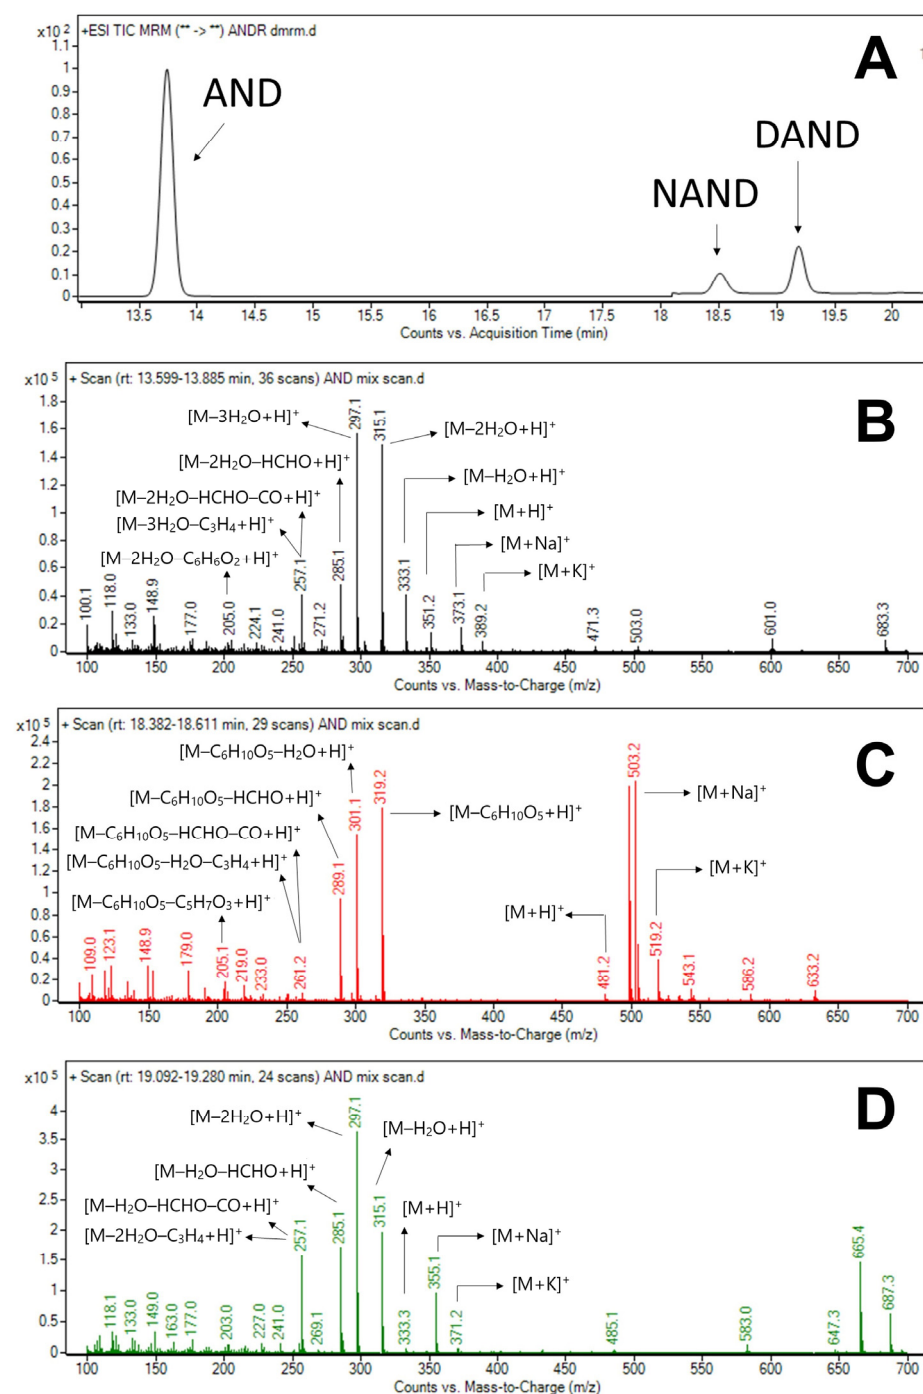 +ESI TIC MRM (** -> **) ANDR dmrm.d
x10 2
A
AND
NAND
DAND
1.1
1
0.9
0.8
0.7
0.6
0.5
0.4
0.3
0.2
0.1
0
13.5 14 14.5 15 15.5 16 16.5 17 17.5 18 18.5 19 19.5 20
Counts vs. Acquisition Time (min)
x10 5
+ Scan (rt: 13.599-13.885 min, 36 scans) AND mix scan.d
B
[M–3H₂O+H]⁺
[M–2H₂O+H]⁺
[M–2H₂O–HCHO+H]⁺
[M–H₂O+H]⁺
[M–2H₂O–HCHO–CO+H]⁺
[M+H]⁺
[M–3H₂O–C₃H₄+H]⁺
[M+Na]⁺
[M–2H₂O–C₆H₆O₂+H]⁺
[M+K]⁺
1.8
1.6
1.4
1.2
1
0.8
0.6
0.4
0.2
0
100.1 118.0 133.0 148.9 177.0 205.0 224.1 241.0 257.1 271.2 285.1 297.1 315.1 333.1 351.2 373.1 389.2 471.3 503.0 601.0 683.3
100 150 200 250 300 350 400 450 500 550 600 650 700
Counts vs. Mass-to-Charge (m/z)
x10 5
+ Scan (rt: 18.382-18.611 min, 29 scans) AND mix scan.d
C
[M–C₆H₁₀O₅–H₂O+H]⁺
[M–C₆H₁₀O₅–HCHO+H]⁺
[M+Na]⁺
[M–C₆H₁₀O₅+H]⁺
[M–C₆H₁₀O₅–HCHO–CO+H]⁺
[M–C₆H₁₀O₅–H₂O–C₃H₄+H]⁺
[M+K]⁺
[M–C₆H₁₀O₅–C₅H₇O₃+H]⁺
[M+H]⁺
2.4
2.2
2
1.8
1.6
1.4
1.2
1
0.8
0.6
0.4
0.2
0
109.0 123.1 148.9 179.0 205.1 219.0 233.0 261.2 289.1 301.1 319.2 481.2 503.2 519.2 543.1 586.2 633.2
100 150 200 250 300 350 400 450 500 550 600 650 700
Counts vs. Mass-to-Charge (m/z)
x10 5
+ Scan (rt: 19.092-19.280 min, 24 scans) AND mix scan.d
D
[M–2H₂O+H]⁺
[M–H₂O+H]⁺
[M–H₂O–HCHO+H]⁺
[M–H₂O–HCHO–CO+H]⁺
[M+H]⁺
[M–2H₂O–C₃H₄+H]⁺
[M+Na]⁺
[M+K]⁺
4
3.5
3
2.5
2
1.5
1
0.5
0
118.1 133.0 149.0 163.0 177.0 203.0 227.0 241.0 257.1 269.1 285.1 297.1 315.1 333.3 355.1 371.2 485.1 583.0 647.3 665.4 687.3
100 150 200 250 300 350 400 450 500 550 600 650 700
Counts vs. Mass-to-Charge (m/z)